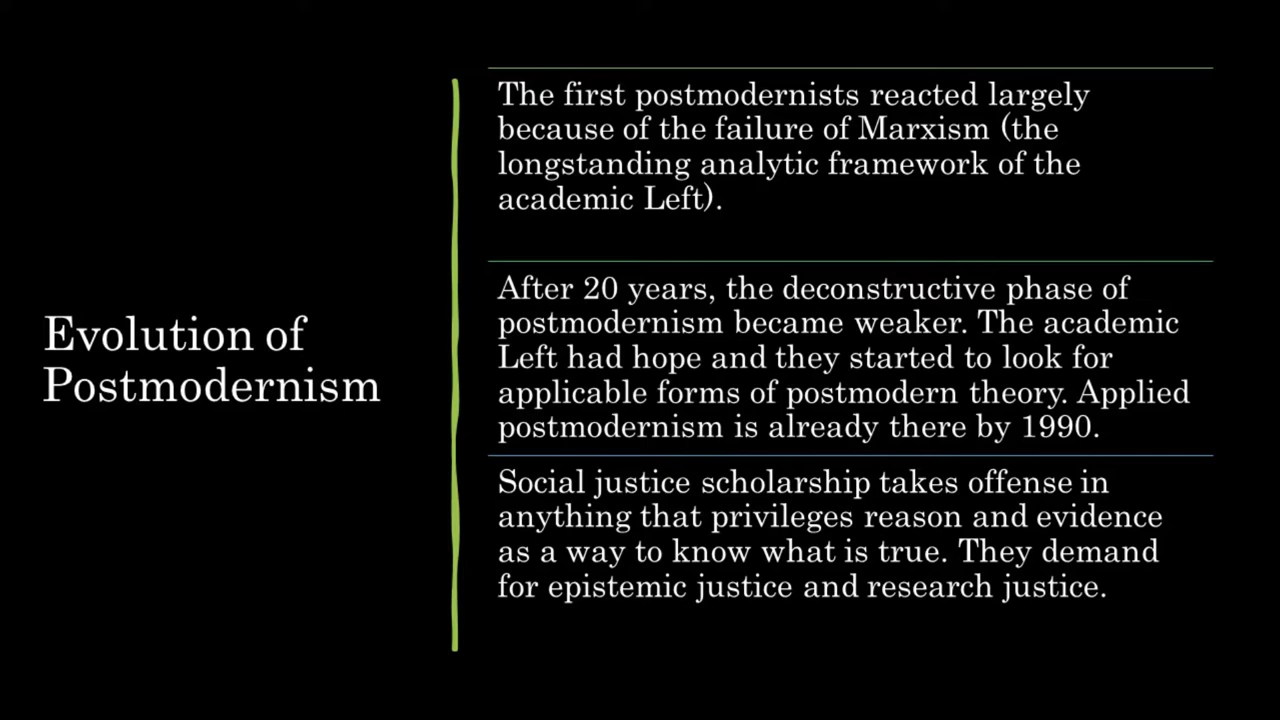 Evolution of
Postmodernism
The first postmodernists reacted largely
because of the failure of Marxism (the
longstanding analytic framework of the
academic Left).
After 20 years, the deconstructive phase of
postmodernism became weaker. The academic
Left had hope and they started to look for
applicable forms of postmodern theory. Applied
postmodernism is already there by 1990.
Social justice scholarship takes offense in
anything that privileges reason and evidence
as a way to know what is true. They demand
for epistemic justice and research justice.